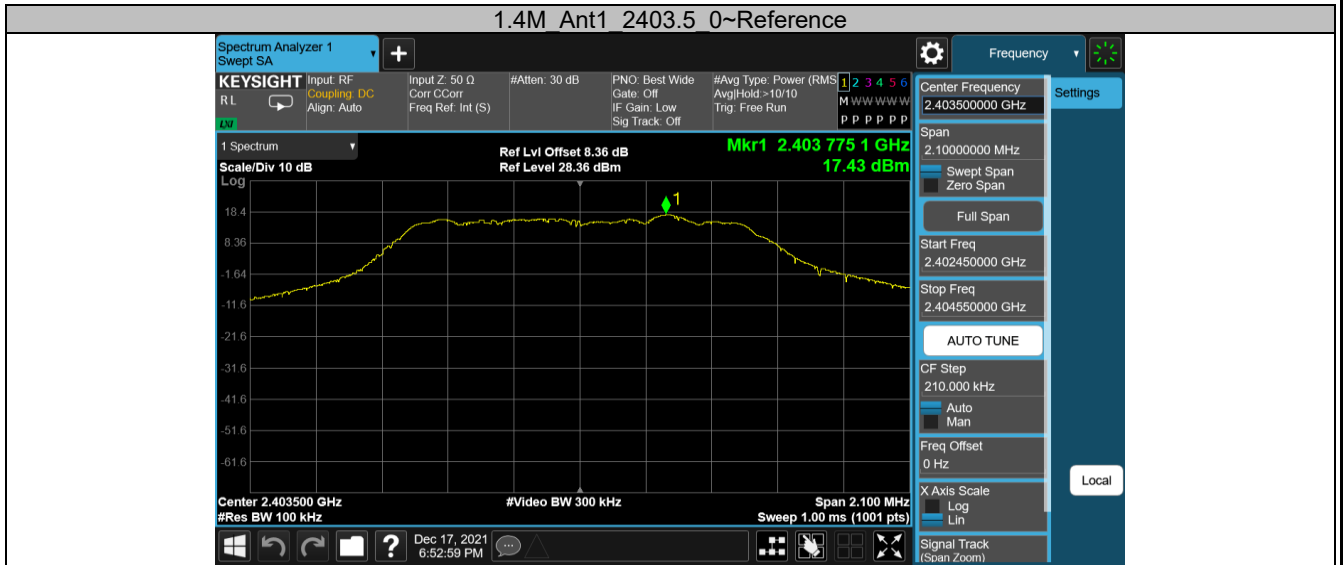 1.4M_Ant1_2403.5_0~Reference
Spectrum Analyzer 1
Swept SA
+
Frequency
KEYSIGHT
RL
LXI
Input: RF
Coupling: DC
Align: Auto
Input Z: 50 Ω
Corr CCorr
Freq Ref: Int (S)
#Atten: 30 dB
PNO: Best Wide
Gate: Off
IF Gain: Low
Sig Track: Off
#Avg Type: Power (RMS
Avg|Hold:>10/10
Trig: Free Run
1 2 3 4 5 6
M W W W W W
P P P P P P
1 Spectrum
Scale/Div 10 dB
Log
Ref Lvl Offset 8.36 dB
Ref Level 28.36 dBm
Mkr1 2.403 775 1 GHz
17.43 dBm
1
18.4
8.36
-1.64
-11.6
-21.6
-31.6
-41.6
-51.6
-61.6
Center 2.403500 GHz
#Res BW 100 kHz
#Video BW 300 kHz
Span 2.100 MHz
Sweep 1.00 ms (1001 pts)
Center Frequency
2.403500000 GHz
Settings
Span
2.10000000 MHz
Swept Span
Zero Span
Full Span
Start Freq
2.402450000 GHz
Stop Freq
2.404550000 GHz
AUTO TUNE
CF Step
210.000 kHz
Auto
Man
Freq Offset
0 Hz
X Axis Scale
Log
Lin
Local
Signal Track
(Span Zoom)
?
Dec 17, 2021
6:52:59 PM